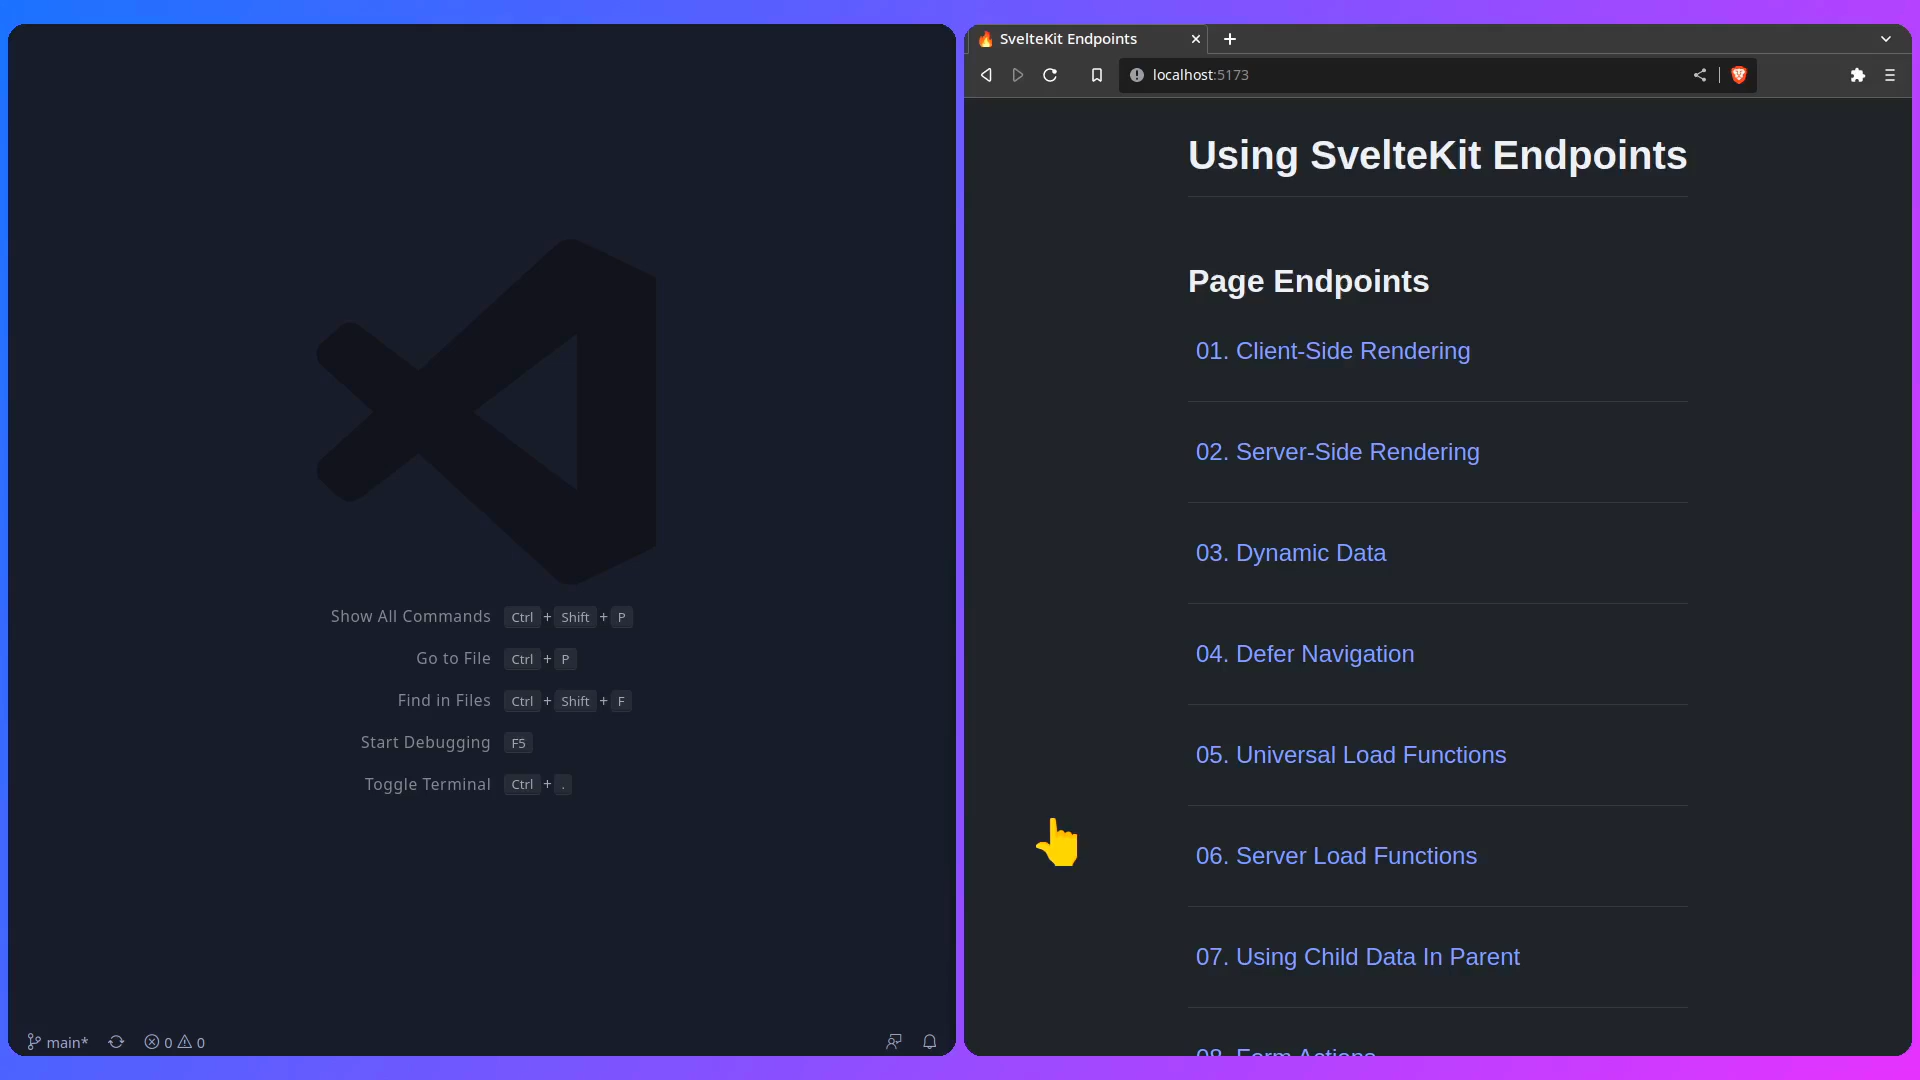 Show All Commands Ctrl + Shift + P
Go to File Ctrl + P
Find in Files Ctrl + Shift + F
Start Debugging F5
Toggle Terminal Ctrl + .
main* 0 0
SvelteKit Endpoints
localhost:5173
Using SvelteKit Endpoints
Page Endpoints
01. Client-Side Rendering
02. Server-Side Rendering
03. Dynamic Data
04. Defer Navigation
05. Universal Load Functions
06. Server Load Functions
07. Using Child Data In Parent
08. Form Actions